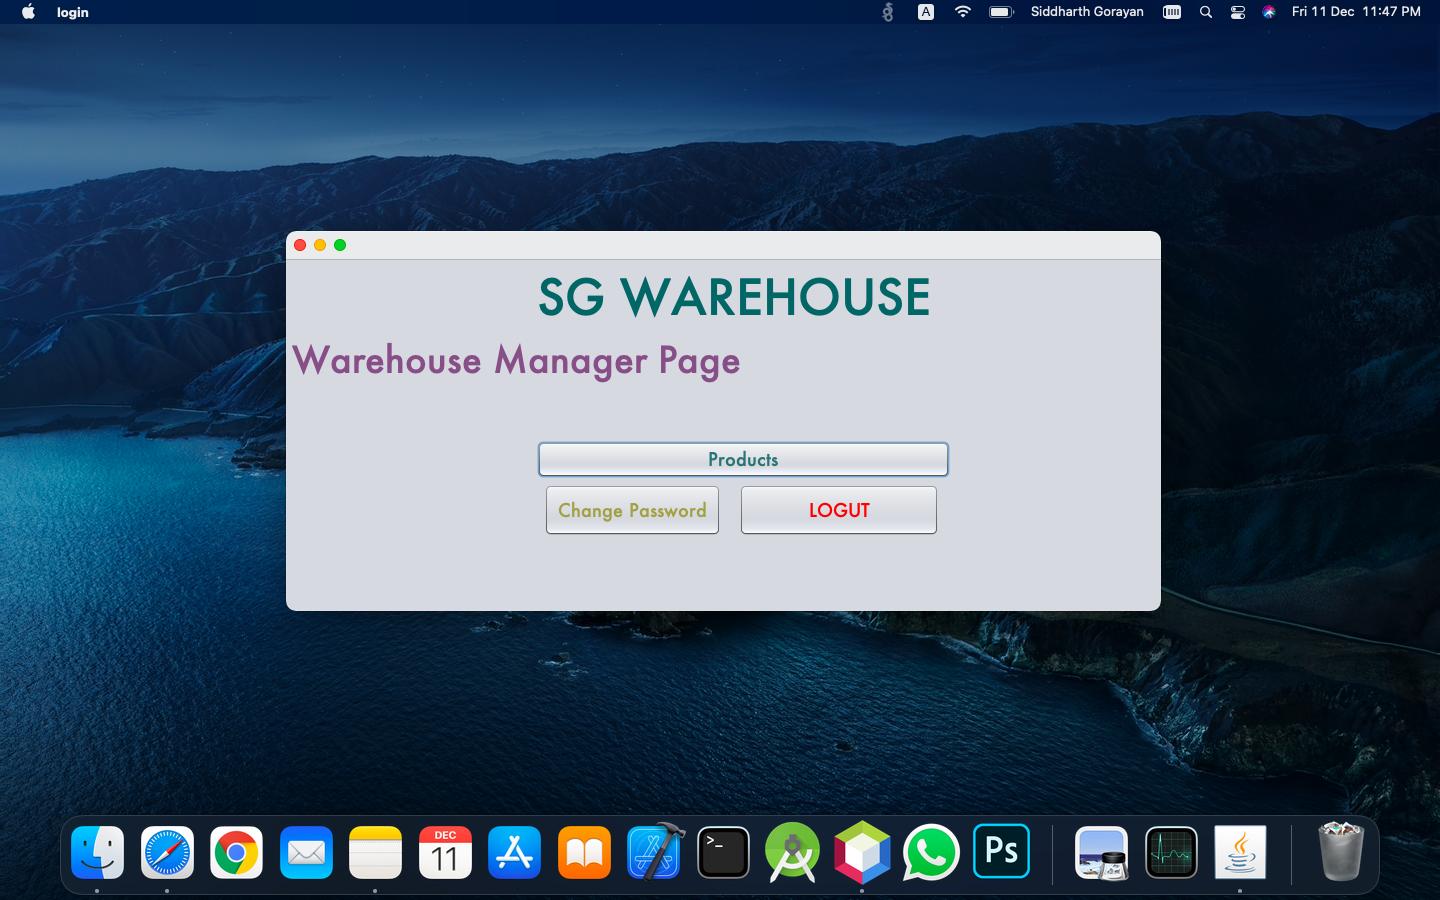 login
A
Siddharth Gorayan
Fri 11 Dec 11:47 PM
SG WAREHOUSE
Warehouse Manager Page
Products
Change Password
LOGUT
DEC
11
>_
Ps